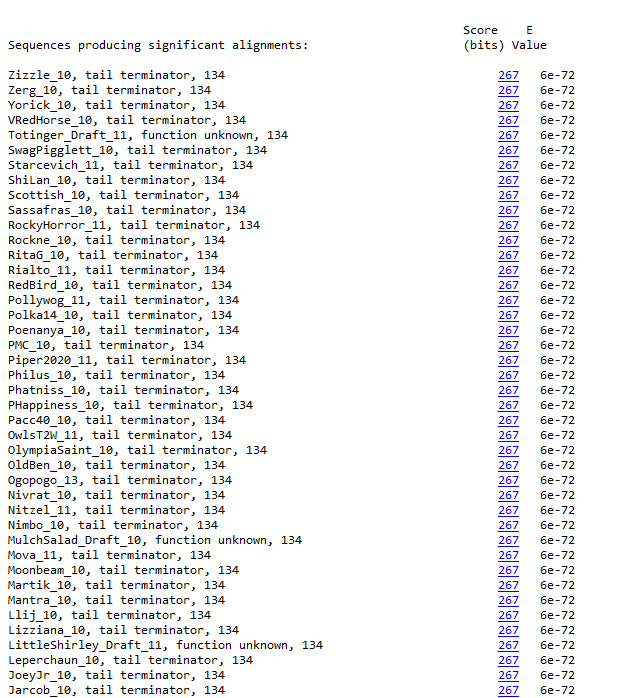 Score    E
Sequences producing significant alignments:    (bits) Value
Zizzle_10, tail terminator, 134    267   6e-72
Zerg_10, tail terminator, 134    267   6e-72
Yorick_10, tail terminator, 134    267   6e-72
VRedHorse_10, tail terminator, 134    267   6e-72
Totinger_Draft_11, function unknown, 134    267   6e-72
SwagPigglett_10, tail terminator, 134    267   6e-72
Starcevich_11, tail terminator, 134    267   6e-72
ShiLan_10, tail terminator, 134    267   6e-72
Scottish_10, tail terminator, 134    267   6e-72
Sassafras_10, tail terminator, 134    267   6e-72
RockyHorror_11, tail terminator, 134    267   6e-72
Rockne_10, tail terminator, 134    267   6e-72
RitaG_10, tail terminator, 134    267   6e-72
Rialto_11, tail terminator, 134    267   6e-72
RedBird_10, tail terminator, 134    267   6e-72
Pollywog_11, tail terminator, 134    267   6e-72
Polka14_10, tail terminator, 134    267   6e-72
Poenanya_10, tail terminator, 134    267   6e-72
PMC_10, tail terminator, 134    267   6e-72
Piper2020_11, tail terminator, 134    267   6e-72
Philus_10, tail terminator, 134    267   6e-72
Phatniss_10, tail terminator, 134    267   6e-72
PHappiness_10, tail terminator, 134    267   6e-72
Pacc40_10, tail terminator, 134    267   6e-72
OwlsT2W_11, tail terminator, 134    267   6e-72
OlympiaSaint_10, tail terminator, 134    267   6e-72
OldBen_10, tail terminator, 134    267   6e-72
Ogopogo_13, tail terminator, 134    267   6e-72
Nivrat_10, tail terminator, 134    267   6e-72
Nitzel_11, tail terminator, 134    267   6e-72
Nimbo_10, tail terminator, 134    267   6e-72
MulchSalad_Draft_10, function unknown, 134    267   6e-72
Mova_11, tail terminator, 134    267   6e-72
Moonbeam_10, tail terminator, 134    267   6e-72
Martik_10, tail terminator, 134    267   6e-72
Mantra_10, tail terminator, 134    267   6e-72
Llij_10, tail terminator, 134    267   6e-72
Lizziana_10, tail terminator, 134    267   6e-72
LittleShirley_Draft_11, function unknown, 134    267   6e-72
Leperchaun_10, tail terminator, 134    267   6e-72
JoeyJr_10, tail terminator, 134    267   6e-72
Jarcob_10, tail terminator, 134    267   6e-72